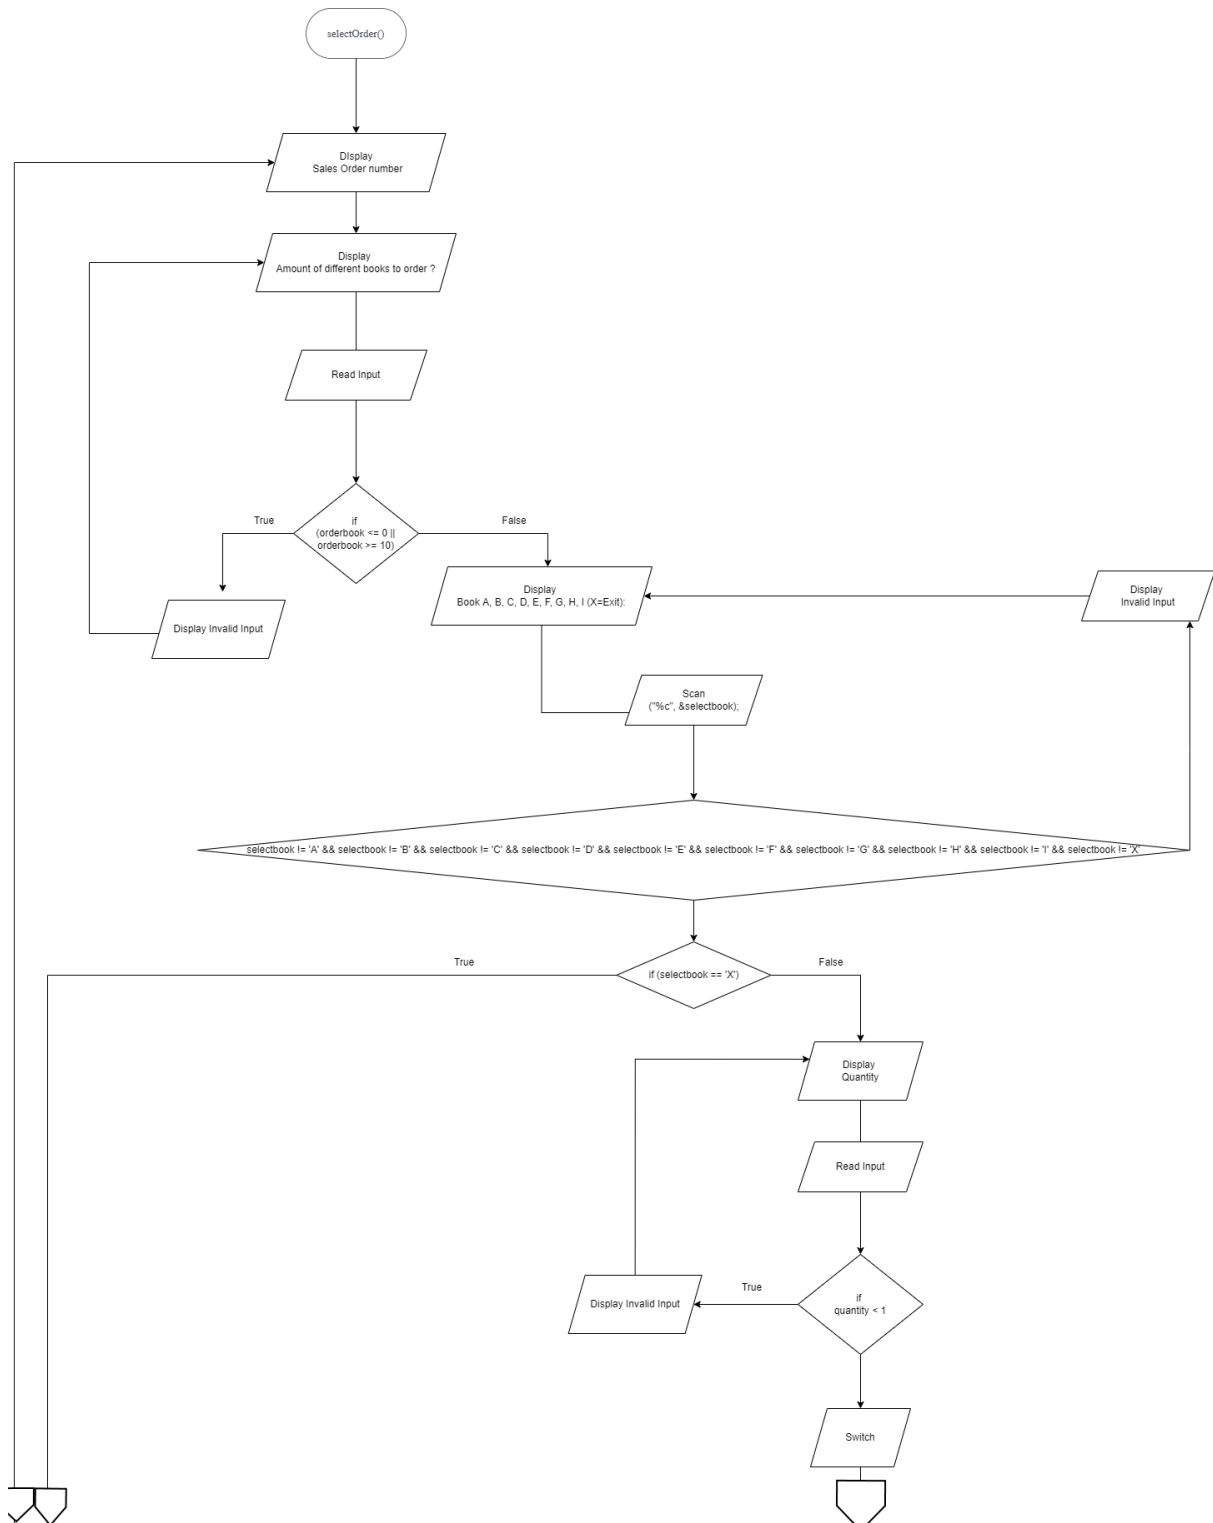 selectOrder()
DIsplay
Sales Order number
Display
Amount of different books to order ?
Read Input
if
(orderbook <= 0 ||
orderbook >= 10)
True
False
Display Invalid Input
Display
Book A, B, C, D, E, F, G, H, I (X=Exit):
Display
Invalid Input
Scan
("%c", &selectbook);
selectbook != 'A' && selectbook != 'B' && selectbook != 'C' && selectbook != 'D' && selectbook != 'E' && selectbook != 'F' && selectbook != 'G' && selectbook != 'H' && selectbook != 'I' && selectbook != 'X'
if (selectbook == 'X')
True
False
Display
Quantity
Read Input
if
quantity < 1
True
Display Invalid Input
Switch